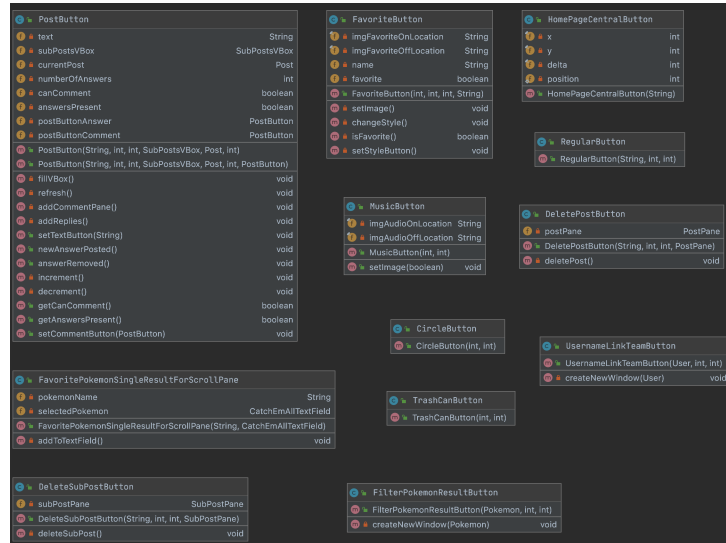 PostButton
text String
subPostsVBox SubPostsVBox
currentPost Post
numberOfAnswers int
canComment boolean
answersPresent boolean
postButtonAnswer PostButton
postButtonComment PostButton
PostButton(String, int, int, SubPostsVBox, Post, int)
PostButton(String, int, int, SubPostsVBox, Post, int, PostButton)
fillVBox() void
refresh() void
addCommentPane() void
addReplies() void
setTextButton(String) void
newAnswerPosted() void
answerRemoved() void
increment() void
decrement() void
getCanComment() boolean
getAnswersPresent() boolean
setCommentButton(PostButton) void
FavoriteButton
imgFavoriteOnLocation String
imgFavoriteOffLocation String
name String
favorite boolean
FavoriteButton(int, int, int, String)
setImage() void
changeStyle() void
isFavorite() boolean
setStyleButton() void
HomePageCentralButton
x int
y int
delta int
position int
HomePageCentralButton(String)
RegularButton
RegularButton(String, int, int)
MusicButton
imgAudioOnLocation String
imgAudioOffLocation String
MusicButton(int, int)
setImage(boolean) void
DeletePostButton
postPane PostPane
DeletePostButton(String, int, int, PostPane)
deletePost() void
CircleButton
CircleButton(int, int)
UsernameLinkTeamButton
UsernameLinkTeamButton(User, int, int)
createNewWindow(User) void
FavoritePokemonSingleResultForScrollPane
pokemonName String
selectedPokemon CatchEmAllTextField
FavoritePokemonSingleResultForScrollPane(String, CatchEmAllTextField)
addToTextField() void
TrashCanButton
TrashCanButton(int, int)
DeleteSubPostButton
subPostPane SubPostPane
DeleteSubPostButton(String, int, int, SubPostPane)
deleteSubPost() void
FilterPokemonResultButton
FilterPokemonResultButton(Pokemon, int, int)
createNewWindow(Pokemon) void